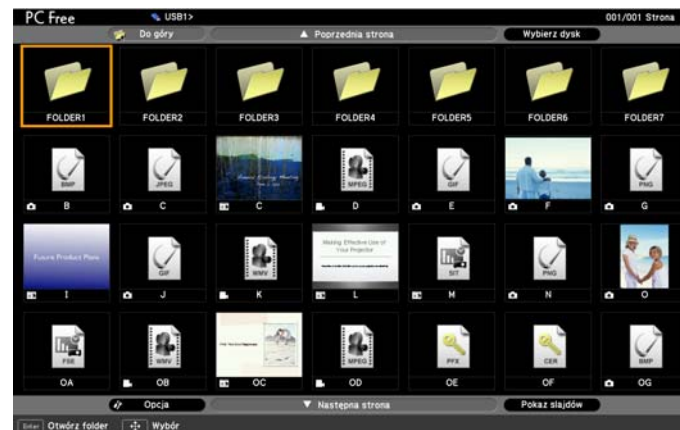 PC Free USB1> 001/001 Strona
Do góry Poprzednia strona Wybierz dysk
FOLDER1 FOLDER2 FOLDER3 FOLDER4 FOLDER5 FOLDER6 FOLDER7
BMP JPEG MPEG GIF PNG
B C C D E F G
Future Product Plans GIF WMV Making Effective Use of Your Projector SIT PNG
I J K L M N O
FSE WMV MPEG PFX CER BMP
OA OB OC OD OE OF OG
Opcja Następna strona Pokaz slajdów
Enter Otwórz folder Wybór